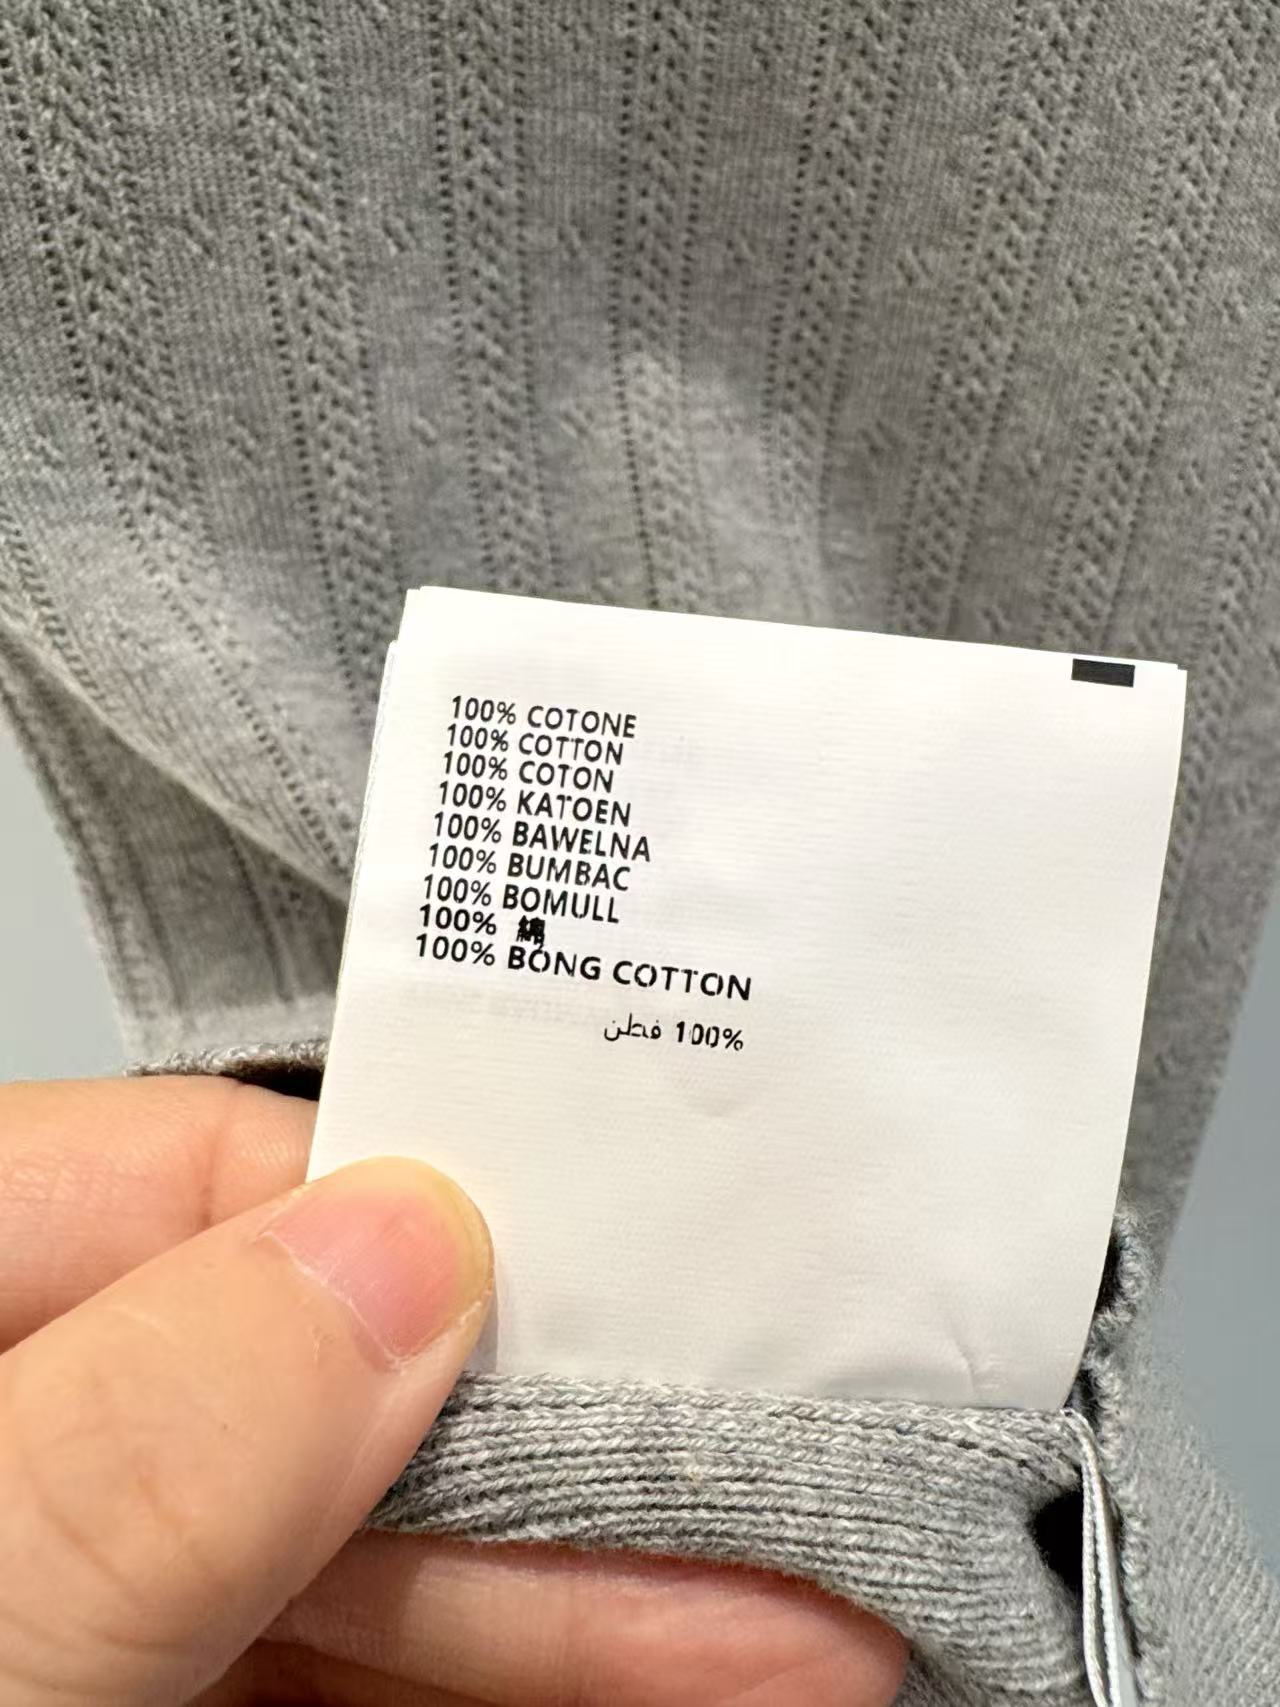 100% COTONE
100% COTTON
100% COTON
100% KATOEN
100% BAWELNA
100% BUMBAC
100% BOMULL
100% 綿
100% BÔNG COTTON
100% قطن